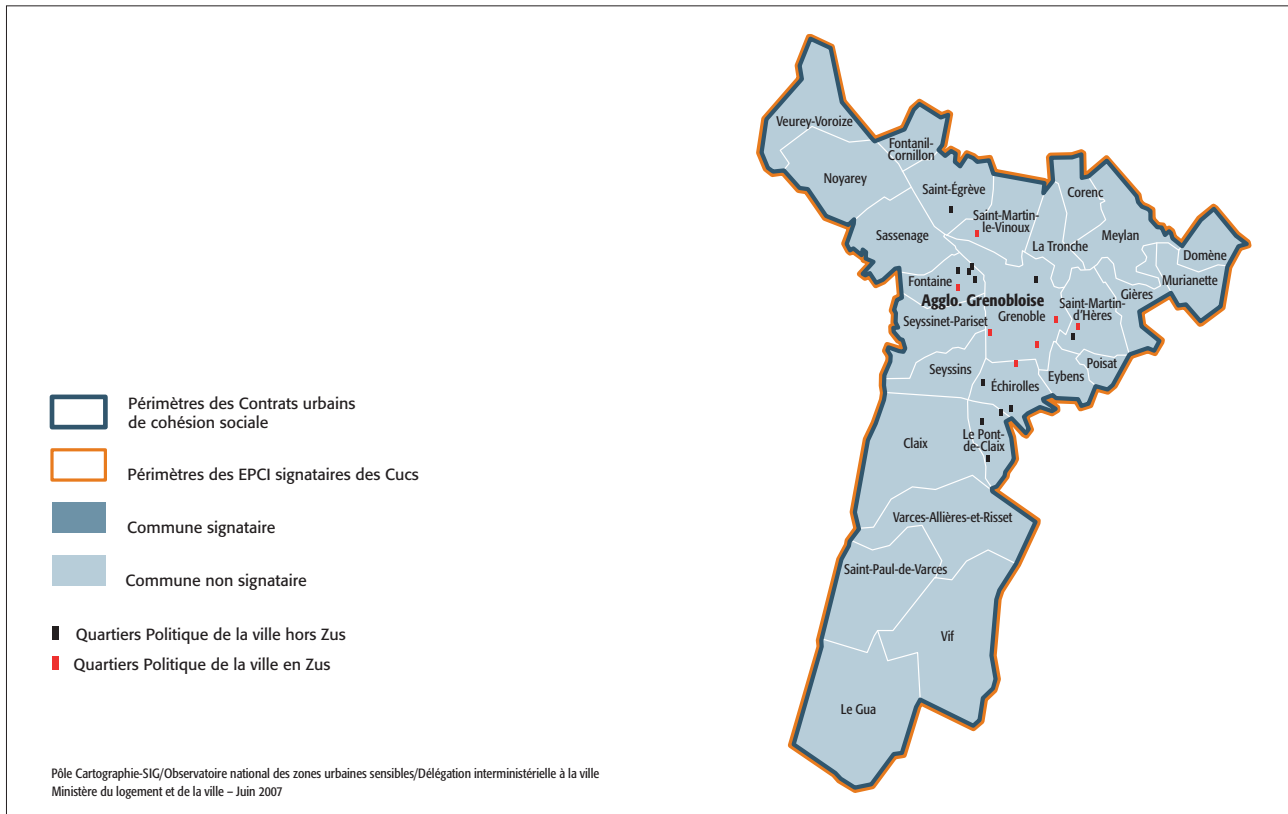 Veurey-Voroize
Fontanil-
Cornillon
Noyarey
Saint-Égrève
Corenc
Saint-Martin-
le-Vinoux
Sassenage
La Tronche
Meylan
Domène
Murianette
Fontaine
Gières
Agglo. Grenobloise
Saint-Martin-
d'Hères
Grenoble
Seyssinet-Pariset
Seyssins
Poisat
Eybens
Échirolles
Claix
Le Pont-
de-Claix
Varces-Allières-et-Risset
Saint-Paul-de-Varces
Vif
Le Gua
Périmètres des Contrats urbains
de cohésion sociale
Périmètres des EPCI signataires des Cucs
Commune signataire
Commune non signataire
Quartiers Politique de la ville hors Zus
Quartiers Politique de la ville en Zus
Pôle Cartographie-SIG/Observatoire national des zones urbaines sensibles/Délégation interministérielle à la ville
Ministère du logement et de la ville – Juin 2007